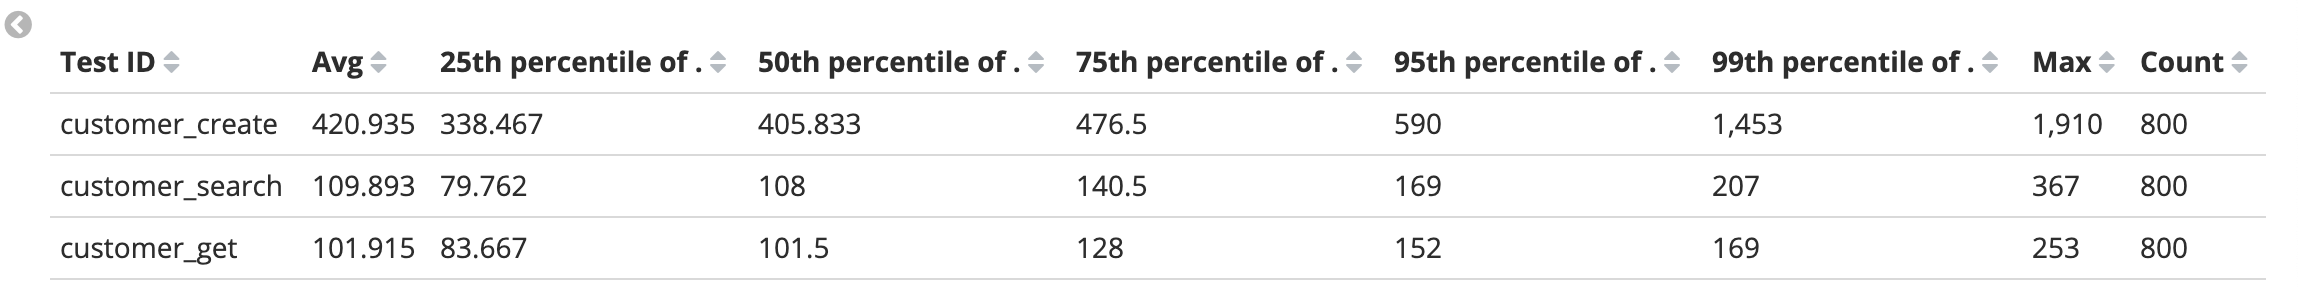 Test ID Avg 25th percentile of . 50th percentile of . 75th percentile of . 95th percentile of . 99th percentile of . Max Count
customer_create 420.935 338.467 405.833 476.5 590 1,453 1,910 800
customer_search 109.893 79.762 108 140.5 169 207 367 800
customer_get 101.915 83.667 101.5 128 152 169 253 800